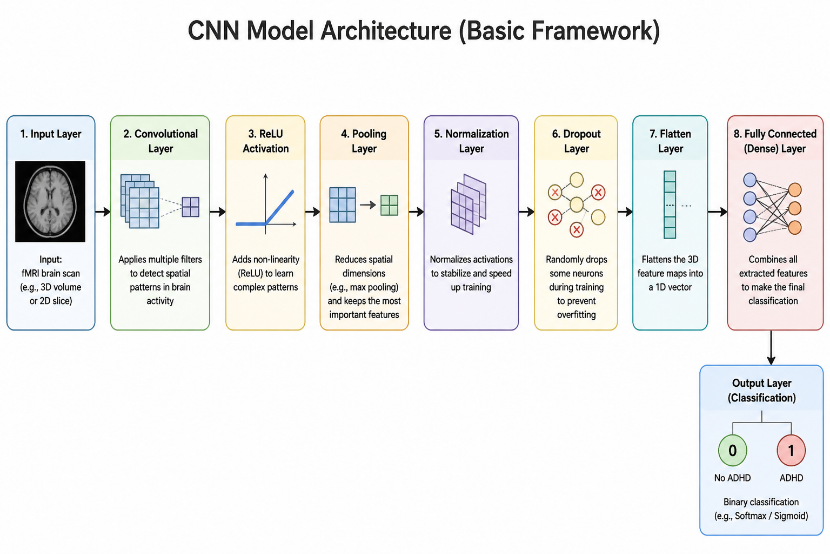 CNN Model Architecture (Basic Framework)
1. Input Layer
Input:
fMRI brain scan
(e.g., 3D volume
or 2D slice)
2. Convolutional
Layer
Applies multiple filters
to detect spatial
patterns in brain
activity
3. ReLU
Activation
Adds non-linearity
(ReLU) to learn
complex patterns
4. Pooling
Layer
Reduces spatial
dimensions
(e.g., max pooling)
and keeps the most
important features
5. Normalization
Layer
Normalizes activations
to stabilize and speed
up training
6. Dropout
Layer
Randomly drops
some neurons
during training
to prevent
overfitting
7. Flatten
Layer
Flattens the 3D
feature maps into
a 1D vector
8. Fully Connected
(Dense) Layer
Combines all
extracted features
to make the final
classification
Output Layer
(Classification)
0
1
No ADHD
ADHD
Binary classification
(e.g., Softmax / Sigmoid)